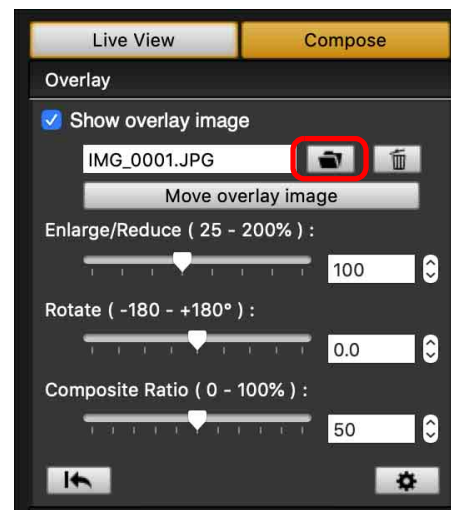 Live View Compose
Overlay
Show overlay image
IMG_0001.JPG
Move overlay image
Enlarge/Reduce ( 25 - 200% ) :
100
Rotate ( -180 - +180° ) :
0.0
Composite Ratio ( 0 - 100% ) :
50